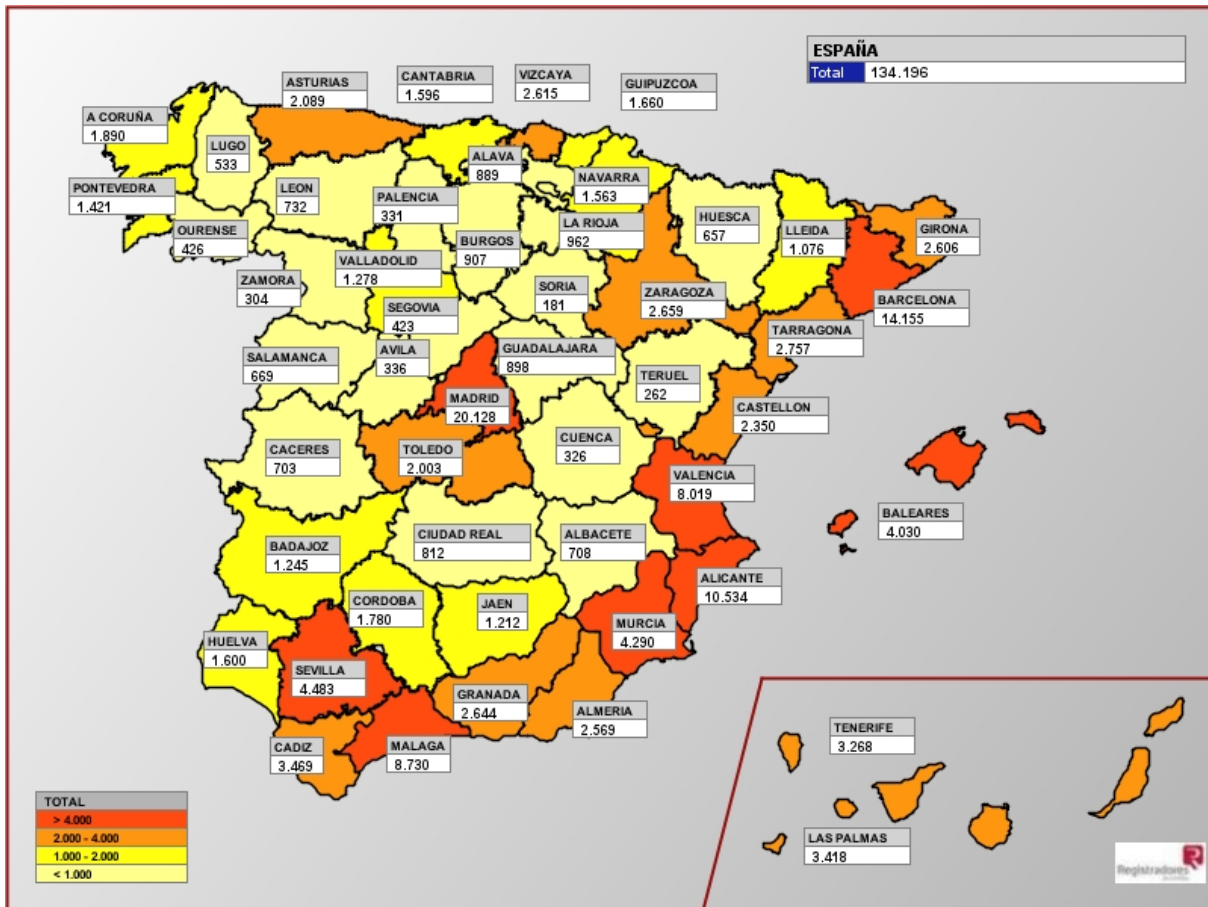 ESPAÑA
Total 134.196
ASTURIAS
2.089
CANTABRIA
1.596
VIZCAYA
2.615
GUIPUZCOA
1.660
A CORUÑA
1.890
LUGO
533
ALAVA
889
NAVARRA
1.563
PONTEVEDRA
1.421
LEON
732
PALENCIA
331
LA RIOJA
962
HUESCA
657
LLEIDA
1.076
GIRONA
2.606
OURENSE
426
BURGOS
907
VALLADOLID
1.278
ZAMORA
304
SORIA
181
ZARAGOZA
2.659
BARCELONA
14.155
SEGOVIA
423
TARRAGONA
2.757
SALAMANCA
669
AVILA
336
GUADALAJARA
898
TERUEL
262
MADRID
20.128
CASTELLON
2.350
CACERES
703
TOLEDO
2.003
CUENCA
326
VALENCIA
8.019
BALEARES
4.030
BADAJOZ
1.245
CIUDAD REAL
812
ALBACETE
708
ALICANTE
10.534
CORDOBA
1.780
JAEN
1.212
MURCIA
4.290
HUELVA
1.600
SEVILLA
4.483
GRANADA
2.644
ALMERIA
2.569
CADIZ
3.469
MALAGA
8.730
TENERIFE
3.268
LAS PALMAS
3.418
TOTAL
> 4.000
2.000 - 4.000
1.000 - 2.000
< 1.000
Registradores